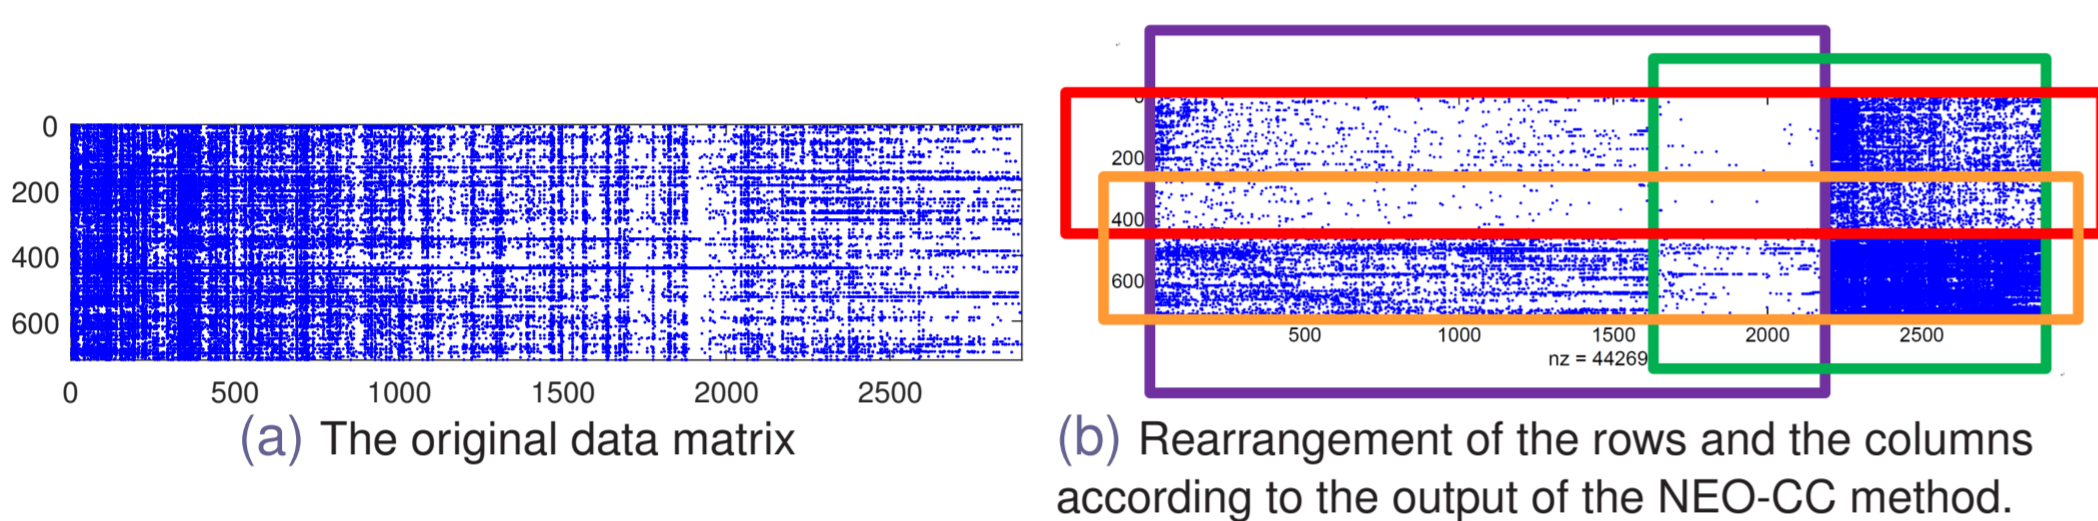 0
200
400
600
0 500 1000 1500 2000 2500
(a) The original data matrix
0
200
400
600
500 1000 1500 2000 2500
nz = 44269
(b) Rearrangement of the rows and the columns
according to the output of the NEO-CC method.